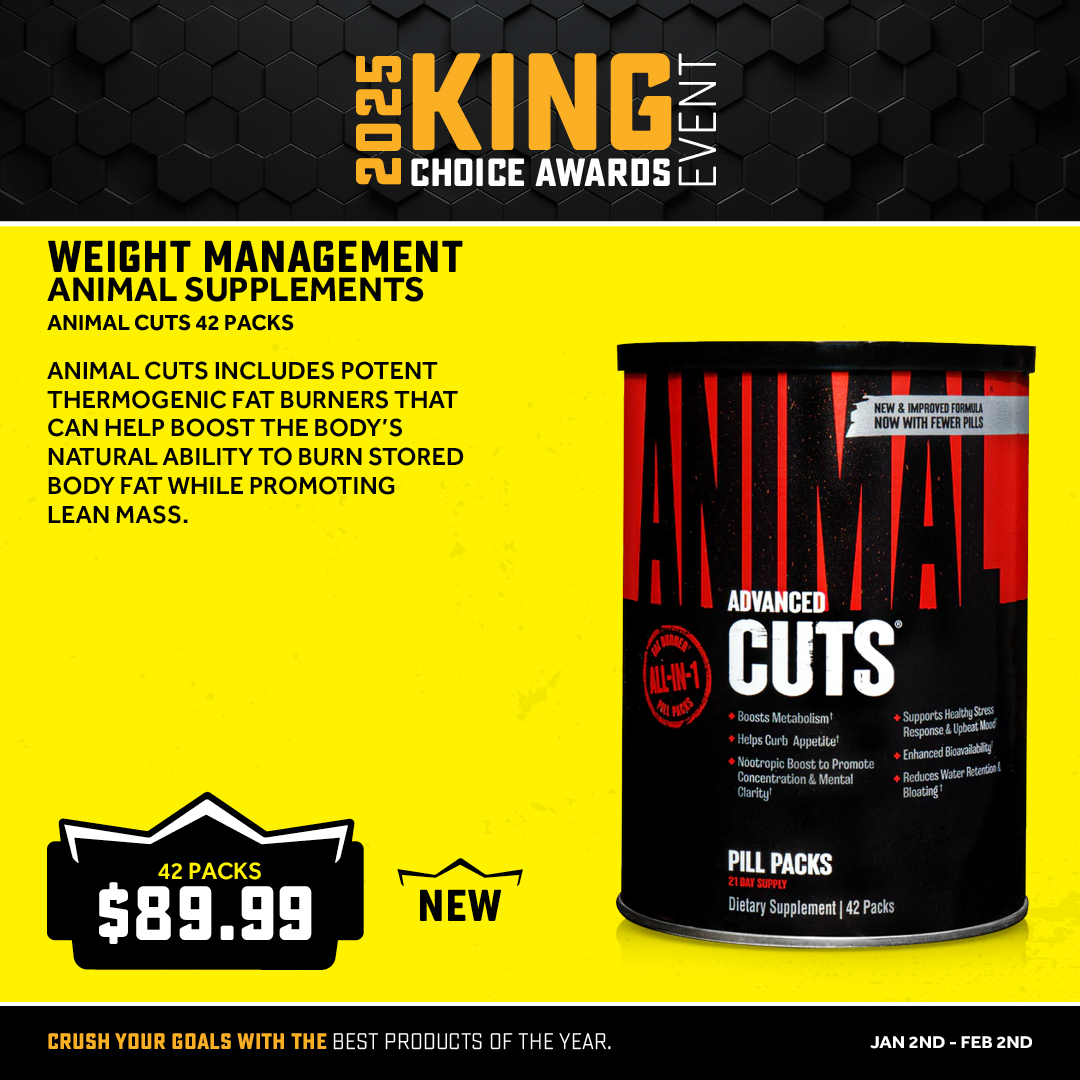 2025
KING
CHOICE AWARDS
EVENT
WEIGHT MANAGEMENT
ANIMAL SUPPLEMENTS
ANIMAL CUTS 42 PACKS
ANIMAL CUTS INCLUDES POTENT
THERMOGENIC FAT BURNERS THAT
CAN HELP BOOST THE BODY'S
NATURAL ABILITY TO BURN STORED
BODY FAT WHILE PROMOTING
LEAN MASS.
ANIMAL
NEW & IMPROVED FORMULA
NOW WITH FEWER PILLS
ADVANCED
CUTS®
FAT BURNER†
ALL-IN-1
PILL PACKS
+ Boosts Metabolism†
+ Helps Curb Appetite†
+ Nootropic Boost to Promote
Concentration & Mental
Clarity†
+ Supports Healthy Stress
Response & Upbeat Mood†
+ Enhanced Bioavailability†
+ Reduces Water Retention &
Bloating†
PILL PACKS
21 DAY SUPPLY
Dietary Supplement | 42 Packs
42 PACKS
$89.99
NEW
CRUSH YOUR GOALS WITH THE BEST PRODUCTS OF THE YEAR.
JAN 2ND - FEB 2ND